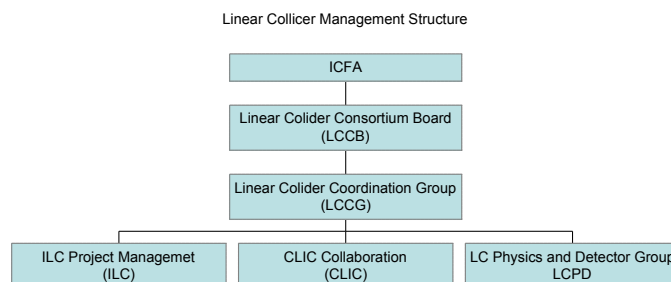 Linear Collicer Management Structure
ICFA
Linear Colider Consortium Board
(LCCB)
Linear Colider Coordination Group
(LCCG)
ILC Project Managemet
(ILC)
CLIC Collaboration
(CLIC)
LC Physics and Detector Group
LCPD